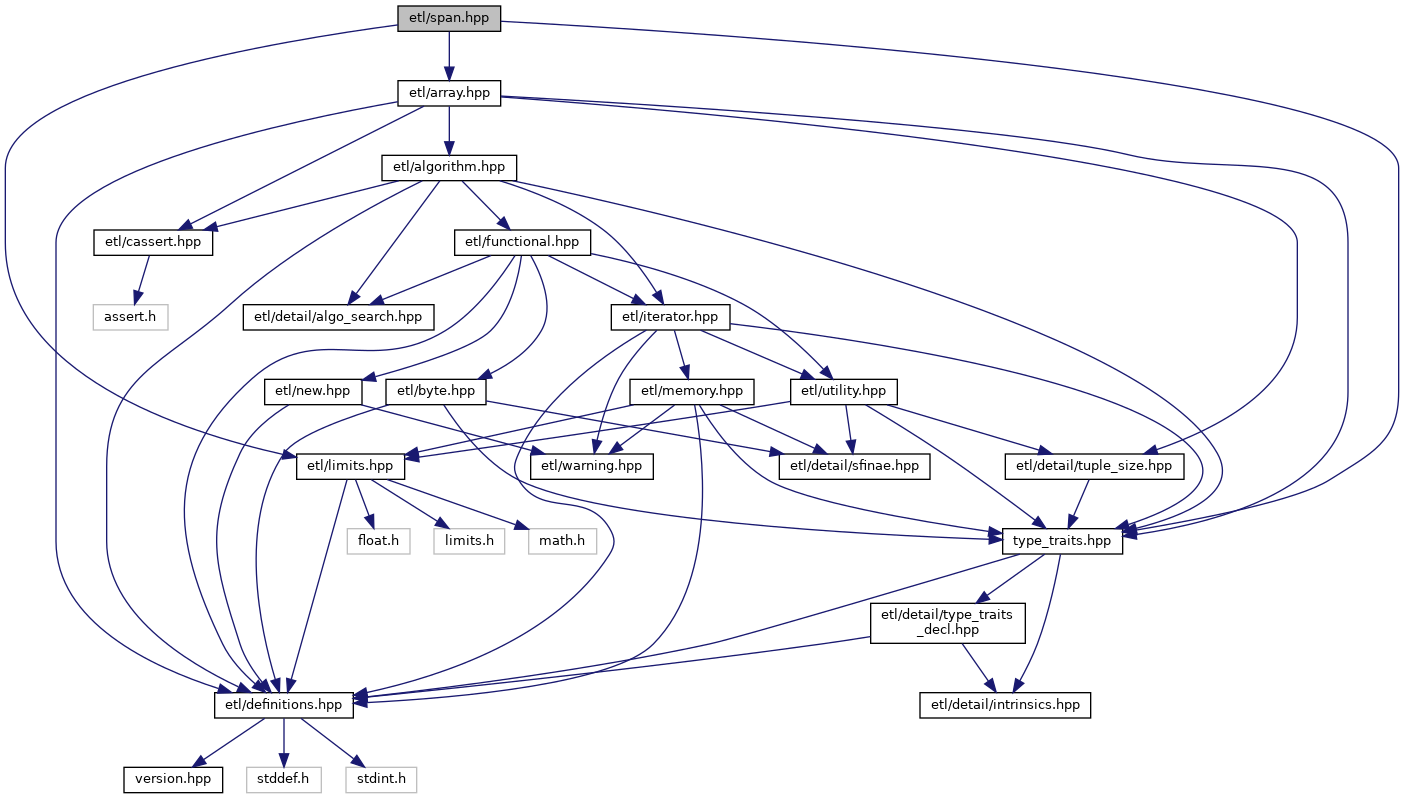 etl/span.hpp
etl/array.hpp
etl/algorithm.hpp
etl/cassert.hpp
etl/functional.hpp
assert.h
etl/detail/algo_search.hpp
etl/iterator.hpp
etl/new.hpp
etl/byte.hpp
etl/memory.hpp
etl/utility.hpp
etl/limits.hpp
etl/warning.hpp
etl/detail/sfinae.hpp
etl/detail/tuple_size.hpp
float.h
limits.h
math.h
type_traits.hpp
etl/detail/type_traits
_decl.hpp
etl/definitions.hpp
etl/detail/intrinsics.hpp
version.hpp
stddef.h
stdint.h